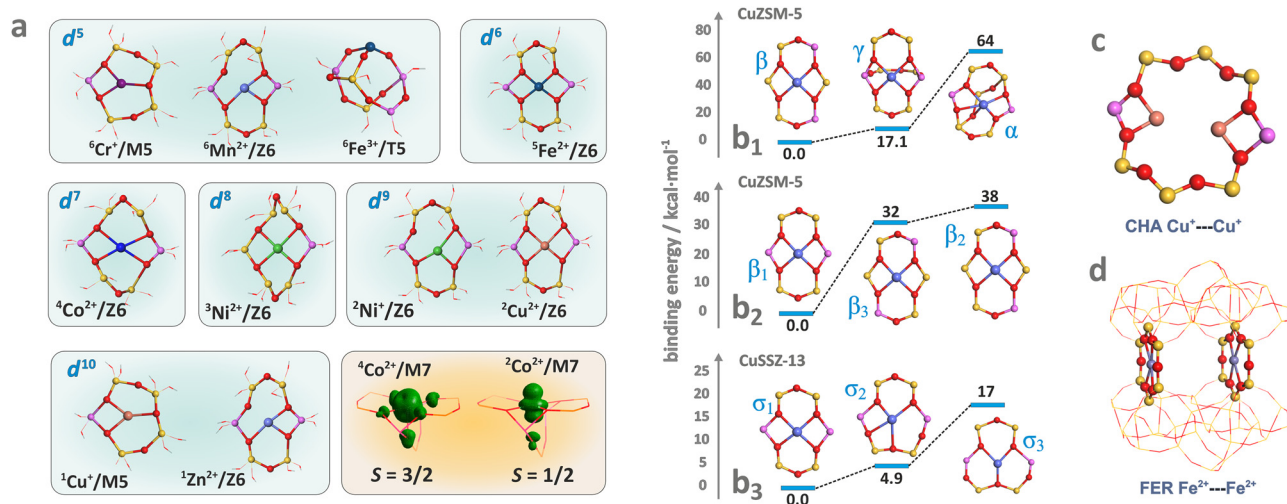 a
d⁵
d⁶
⁶Cr⁺/M5
⁶Mn²⁺/Z6
⁶Fe³⁺/T5
⁵Fe²⁺/Z6
d⁷
d⁸
d⁹
⁴Co²⁺/Z6
³Ni²⁺/Z6
²Ni⁺/Z6
²Cu²⁺/Z6
d¹⁰
⁴Co²⁺/M7
²Co²⁺/M7
¹Cu⁺/M5
¹Zn²⁺/Z6
S = 3/2
S = 1/2
binding energy / kcal·mol⁻¹
CuZSM-5
80
60
40
20
0
β
γ
α
64
17.1
0.0
b₁
CuZSM-5
40
30
20
10
0
β₁
β₃
β₂
32
38
0.0
b₂
CuSSZ-13
25
20
15
10
5
0
σ₁
σ₂
σ₃
17
4.9
0.0
b₃
c
CHA Cu⁺---Cu⁺
d
FER Fe²⁺---Fe²⁺